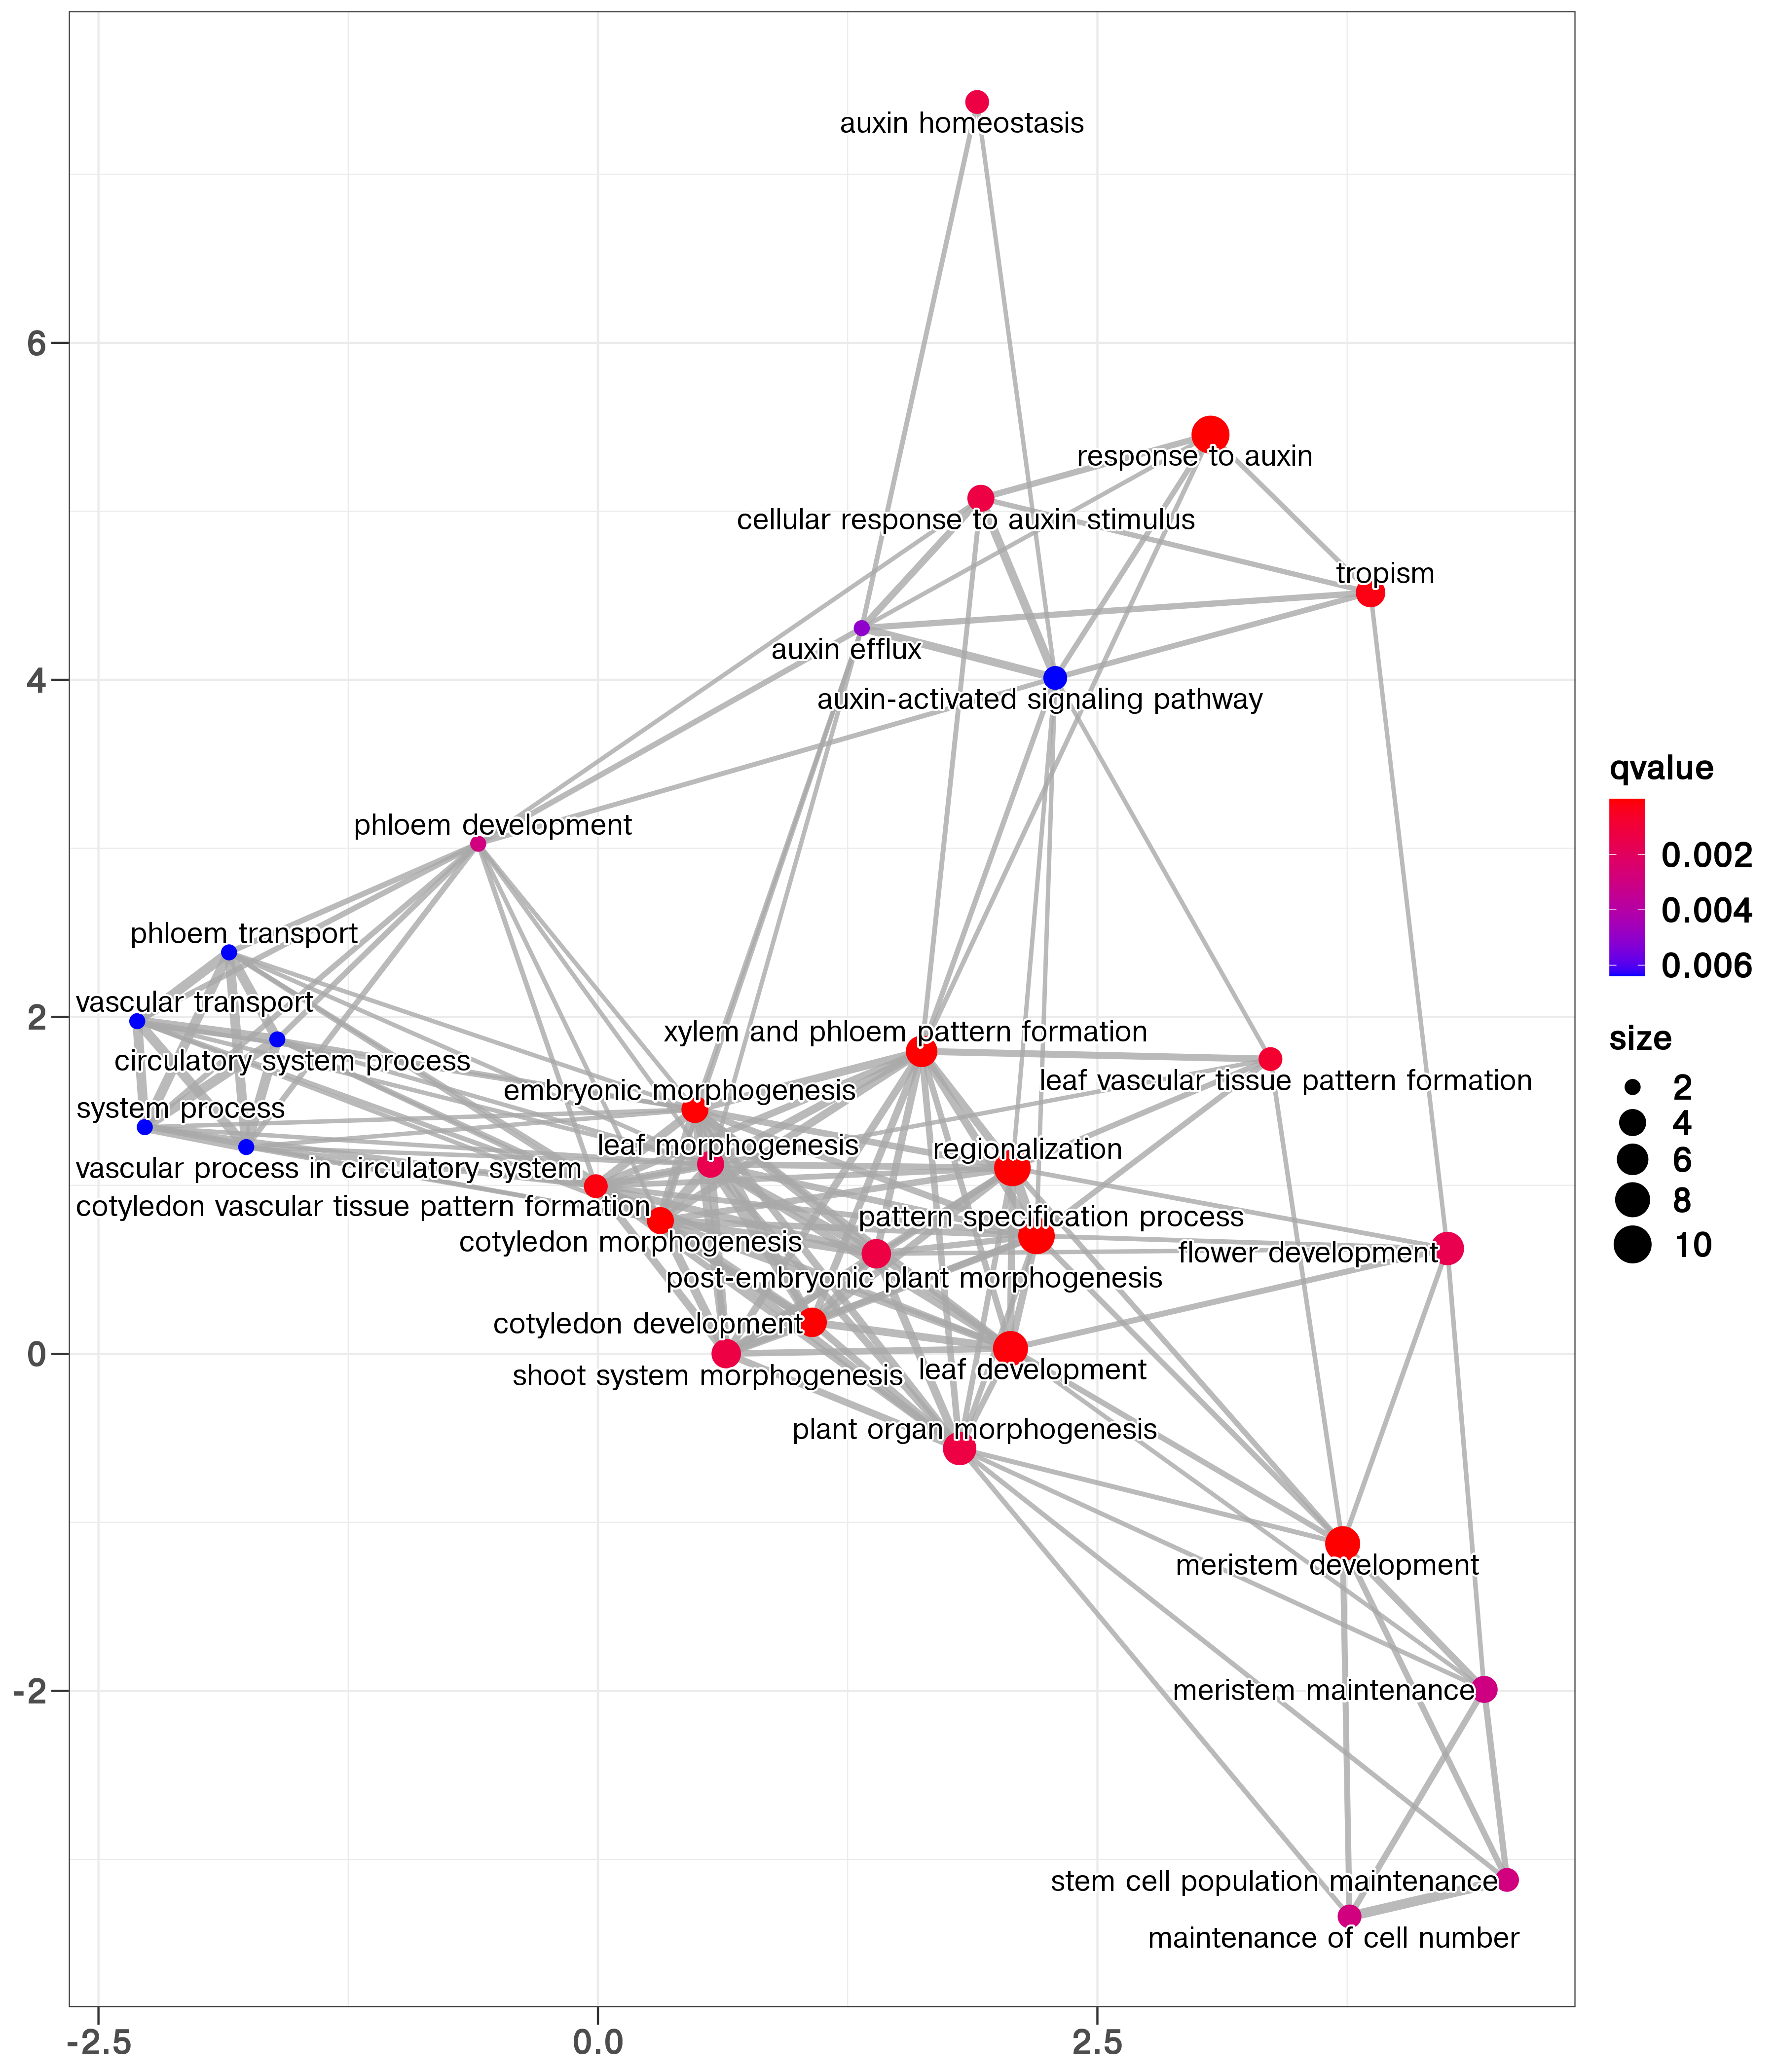 auxin homeostasis
6
response to auxin
cellular response to auxin stimulus
tropism
auxin efflux
4
auxin-activated signaling pathway
phloem development
phloem transport
vascular transport
2
xylem and phloem pattern formation
circulatory system process
leaf vascular tissue pattern formation
embryonic morphogenesis
system process
leaf morphogenesis
regionalization
vascular process in circulatory system
cotyledon vascular tissue pattern formation
pattern specification process
cotyledon morphogenesis
flower development
post-embryonic plant morphogenesis
cotyledon development
0
shoot system morphogenesis
leaf development
plant organ morphogenesis
meristem development
meristem maintenance
-2
stem cell population maintenance
maintenance of cell number
-2.5
0.0
2.5
qvalue
0.002
0.004
0.006
size
2
4
6
8
10